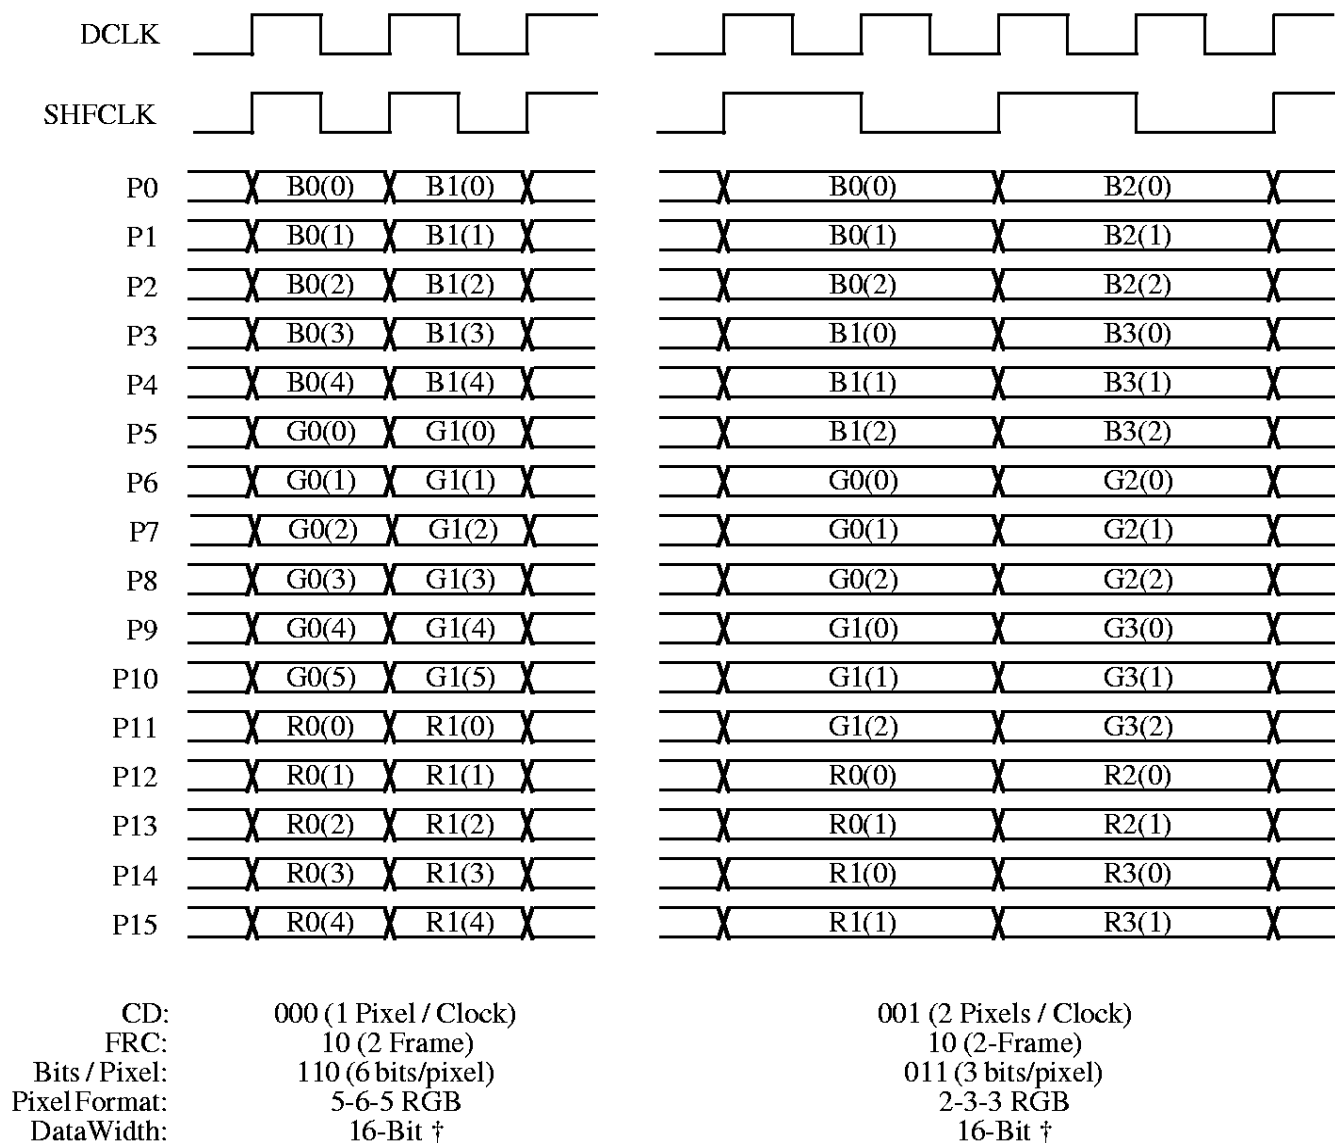 DCLK
SHFCLK
P0 B0(0) B1(0) B0(0) B2(0)
P1 B0(1) B1(1) B0(1) B2(1)
P2 B0(2) B1(2) B0(2) B2(2)
P3 B0(3) B1(3) B1(0) B3(0)
P4 B0(4) B1(4) B1(1) B3(1)
P5 G0(0) G1(0) B1(2) B3(2)
P6 G0(1) G1(1) G0(0) G2(0)
P7 G0(2) G1(2) G0(1) G2(1)
P8 G0(3) G1(3) G0(2) G2(2)
P9 G0(4) G1(4) G1(0) G3(0)
P10 G0(5) G1(5) G1(1) G3(1)
P11 R0(0) R1(0) G1(2) G3(2)
P12 R0(1) R1(1) R0(0) R2(0)
P13 R0(2) R1(2) R0(1) R2(1)
P14 R0(3) R1(3) R1(0) R3(0)
P15 R0(4) R1(4) R1(1) R3(1)
CD: 000 (1 Pixel / Clock) 001 (2 Pixels / Clock)
FRC: 10 (2 Frame) 10 (2-Frame)
Bits / Pixel: 110 (6 bits/pixel) 011 (3 bits/pixel)
Pixel Format: 5-6-5 RGB 2-3-3 RGB
Data Width: 16-Bit † 16-Bit †